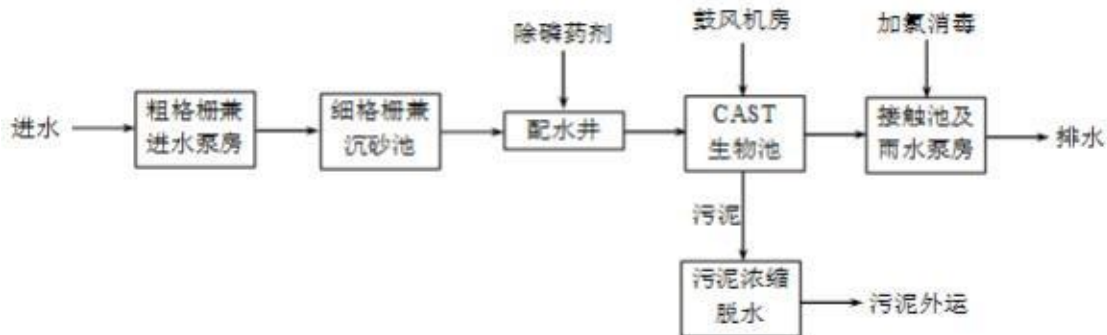 除磷药剂
鼓风机房
加氯消毒
进水
粗格栅兼
进水泵房
细格栅兼
沉砂池
配水井
CAST
生物池
接触池及
雨水泵房
排水
污泥
污泥浓缩
脱水
污泥外运